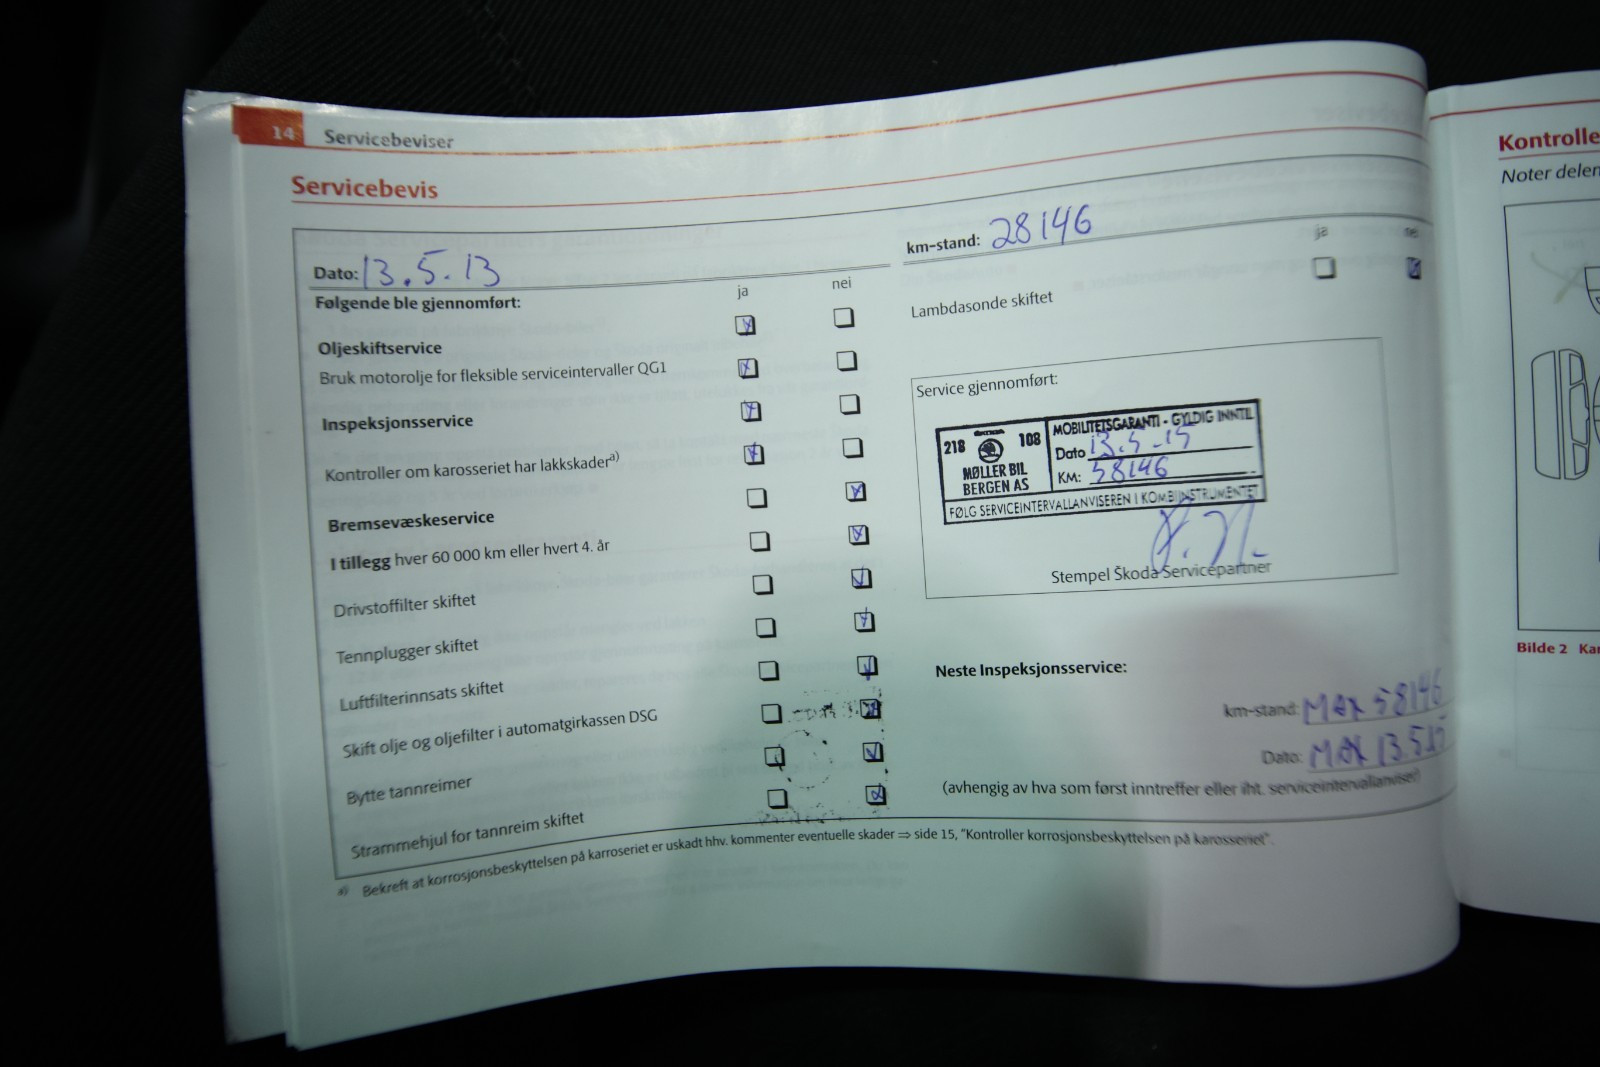 14 Servicebeviser
Servicebevis
Dato: 13.5.13
Følgende ble gjennomført:
ja nei
Oljeskiftservice
Bruk motorolje for fleksible serviceintervaller QG1
Inspeksjonsservice
Kontroller om karosseriet har lakkskader a)
Bremsevæskeservice
I tillegg hver 60 000 km eller hvert 4. år
Drivstoffilter skiftet
Tennplugger skiftet
Luftfilterinnsats skiftet
Skift olje og oljefilter i automatgirkassen DSG
Bytte tannreimer
Strammehjul for tannreim skiftet
km-stand: 28146
ja nei
Lambdasonde skiftet
Service gjennomført:
218 108
MØLLER BIL
BERGEN AS
MOBILITETSGARANTI - GYLDIG INNTIL
Dato 13.5-15
KM: 58146
FØLG SERVICEINTERVALLANVISEREN I KOMBIINSTRUMENTET
Stempel Škoda Servicepartner
Neste Inspeksjonsservice:
km-stand: MAX 58146
Dato: MAX 13.5.15
(avhengig av hva som først inntreffer eller iht. serviceintervallanviser)
a) Bekreft at korrosjonsbeskyttelsen på karroseriet er uskadt hhv. kommenter eventuelle skader ⇒ side 15, "Kontroller korrosjonsbeskyttelsen på karosseriet".
Kontrolle
Noter delen
Bilde 2 Kar